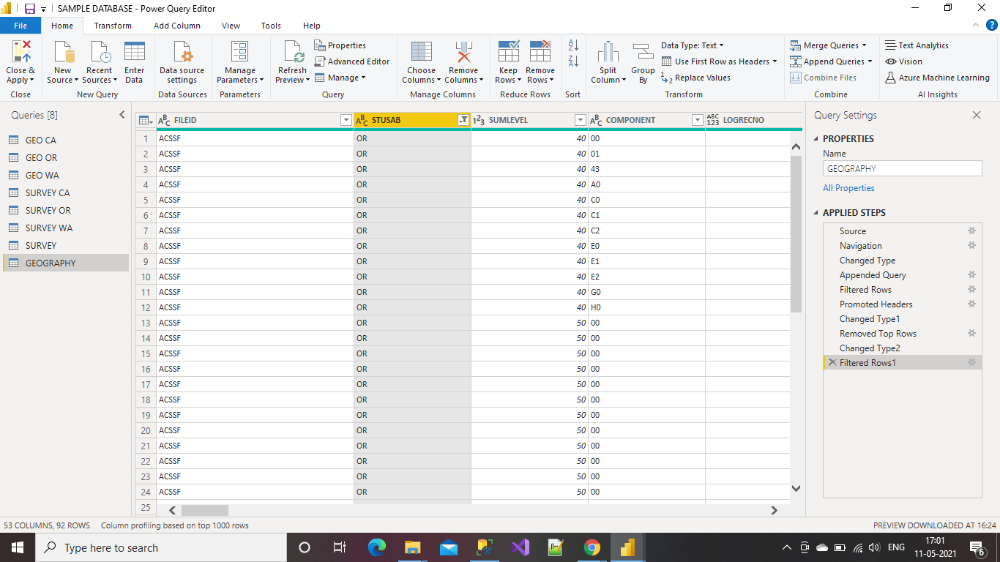 SAMPLE DATABASE - Power Query Editor
File Home Transform Add Column View Tools Help
Close & Apply
Close
New Source
Recent Sources
Enter Data
New Query
Data source settings
Data Sources
Manage Parameters
Parameters
Refresh Preview
Properties
Advanced Editor
Manage
Query
Choose Columns
Remove Columns
Manage Columns
Keep Rows
Remove Rows
Reduce Rows
Sort
Split Column
Group By
Data Type: Text
Use First Row as Headers
Replace Values
Transform
Merge Queries
Append Queries
Combine Files
Combine
Text Analytics
Vision
Azure Machine Learning
AI Insights
Queries [8]
GEO CA
GEO OR
GEO WA
SURVEY CA
SURVEY OR
SURVEY WA
SURVEY
GEOGRAPHY
ABC FILEID ABC STUSAB 123 SUMLEVEL ABC COMPONENT ABC 123 LOGRECNO
1 ACSSF OR 40 00
2 ACSSF OR 40 01
3 ACSSF OR 40 43
4 ACSSF OR 40 A0
5 ACSSF OR 40 C0
6 ACSSF OR 40 C1
7 ACSSF OR 40 C2
8 ACSSF OR 40 E0
9 ACSSF OR 40 E1
10 ACSSF OR 40 E2
11 ACSSF OR 40 G0
12 ACSSF OR 40 H0
13 ACSSF OR 50 00
14 ACSSF OR 50 00
15 ACSSF OR 50 00
16 ACSSF OR 50 00
17 ACSSF OR 50 00
18 ACSSF OR 50 00
19 ACSSF OR 50 00
20 ACSSF OR 50 00
21 ACSSF OR 50 00
22 ACSSF OR 50 00
23 ACSSF OR 50 00
24 ACSSF OR 50 00
25
Query Settings
PROPERTIES
Name
GEOGRAPHY
All Properties
APPLIED STEPS
Source
Navigation
Changed Type
Appended Query
Filtered Rows
Promoted Headers
Changed Type1
Removed Top Rows
Changed Type2
Filtered Rows1
53 COLUMNS, 92 ROWS Column profiling based on top 1000 rows PREVIEW DOWNLOADED AT 16:24
Type here to search
ENG
17:01
11-05-2021
6